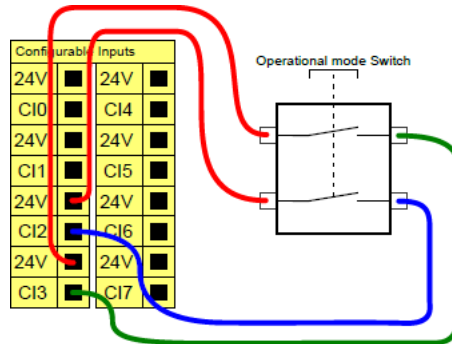 Configurable Inputs
Operational mode Switch
24V 24V
CI0 CI4
24V 24V
CI1 CI5
24V 24V
CI2 CI6
24V 24V
CI3 CI7